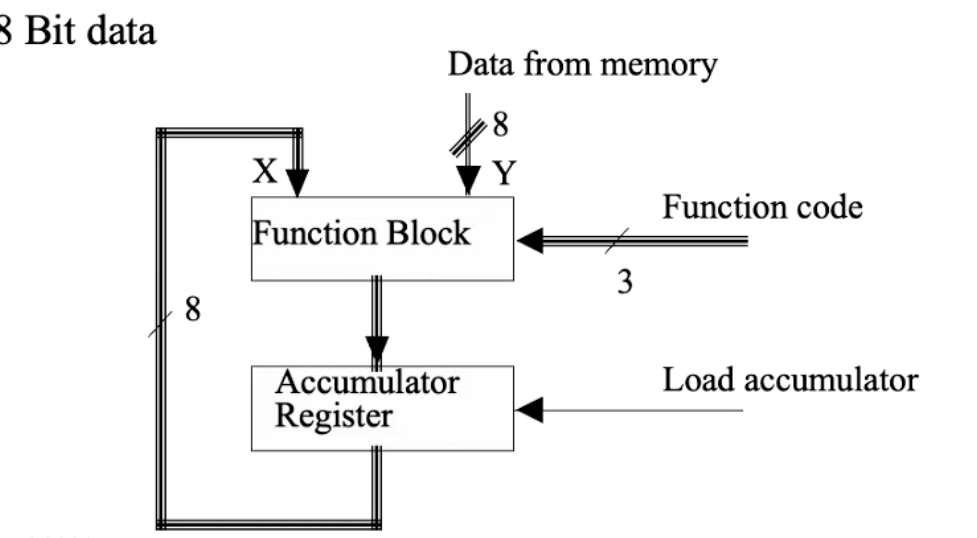 8 Bit data
Data from memory
8
X
Y
Function code
Function Block
3
8
Load accumulator
Accumulator
Register